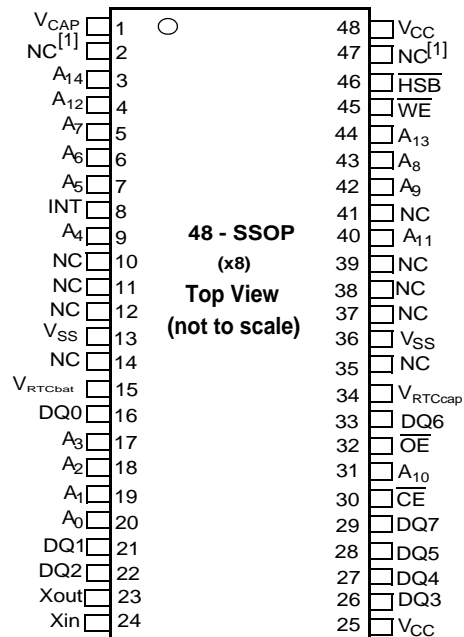 V_CAP 1
NC[1] 2
A14 3
A12 4
A7 5
A6 6
A5 7
INT 8
A4 9
NC 10
NC 11
NC 12
VSS 13
NC 14
VRTCbat 15
DQ0 16
A3 17
A2 18
A1 19
A0 20
DQ1 21
DQ2 22
Xout 23
Xin 24
48 - SSOP
(x8)
Top View
(not to scale)
48 VCC
47 NC[1]
46 HSB
45 WE
44 A13
43 A8
42 A9
41 NC
40 A11
39 NC
38 NC
37 NC
36 VSS
35 NC
34 VRTCcap
33 DQ6
32 OE
31 A10
30 CE
29 DQ7
28 DQ5
27 DQ4
26 DQ3
25 VCC